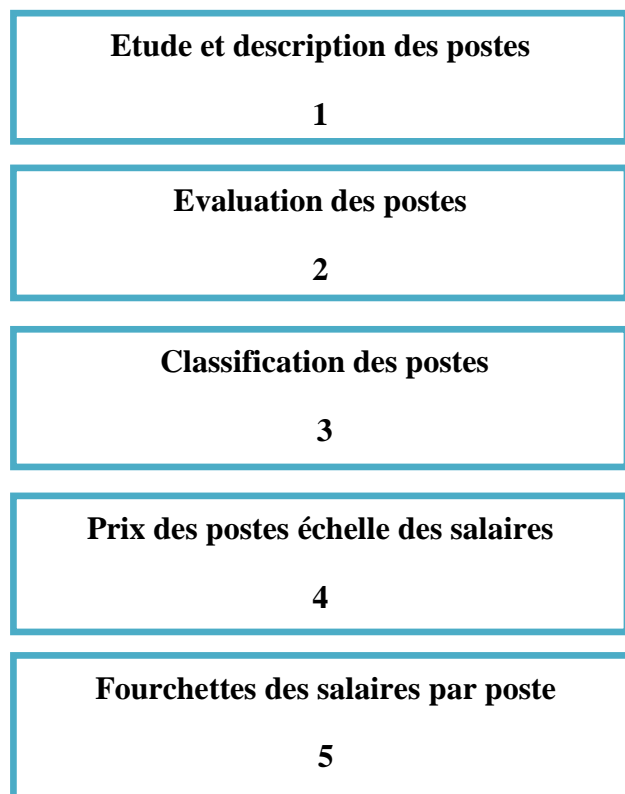 Etude et description des postes
1
Evaluation des postes
2
Classification des postes
3
Prix des postes échelle des salaires
4
Fourchettes des salaires par poste
5